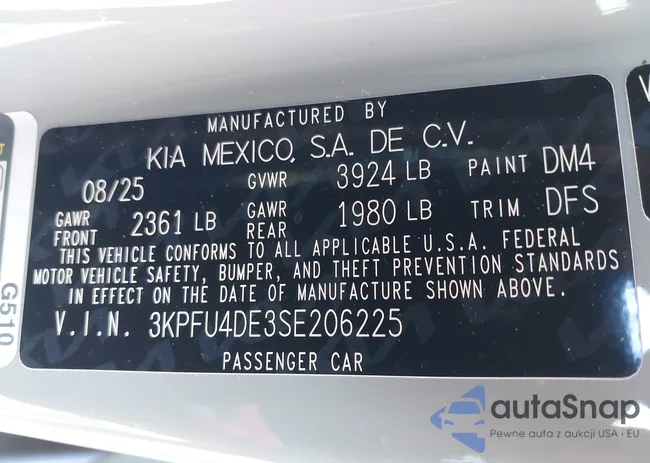 MANUFACTURED BY
KIA MEXICO, S.A. DE C.V.
08/25 GVWR 3924 LB PAINT DM4
GAWR FRONT 2361 LB GAWR REAR 1980 LB TRIM DFS
THIS VEHICLE CONFORMS TO ALL APPLICABLE U.S.A. FEDERAL
MOTOR VEHICLE SAFETY, BUMPER, AND THEFT PREVENTION STANDARDS
IN EFFECT ON THE DATE OF MANUFACTURE SHOWN ABOVE.
V.I.N. 3KPFU4DE3SE206225
PASSENGER CAR
G510
autaSnap
Pewne auta z aukcji USA i EU